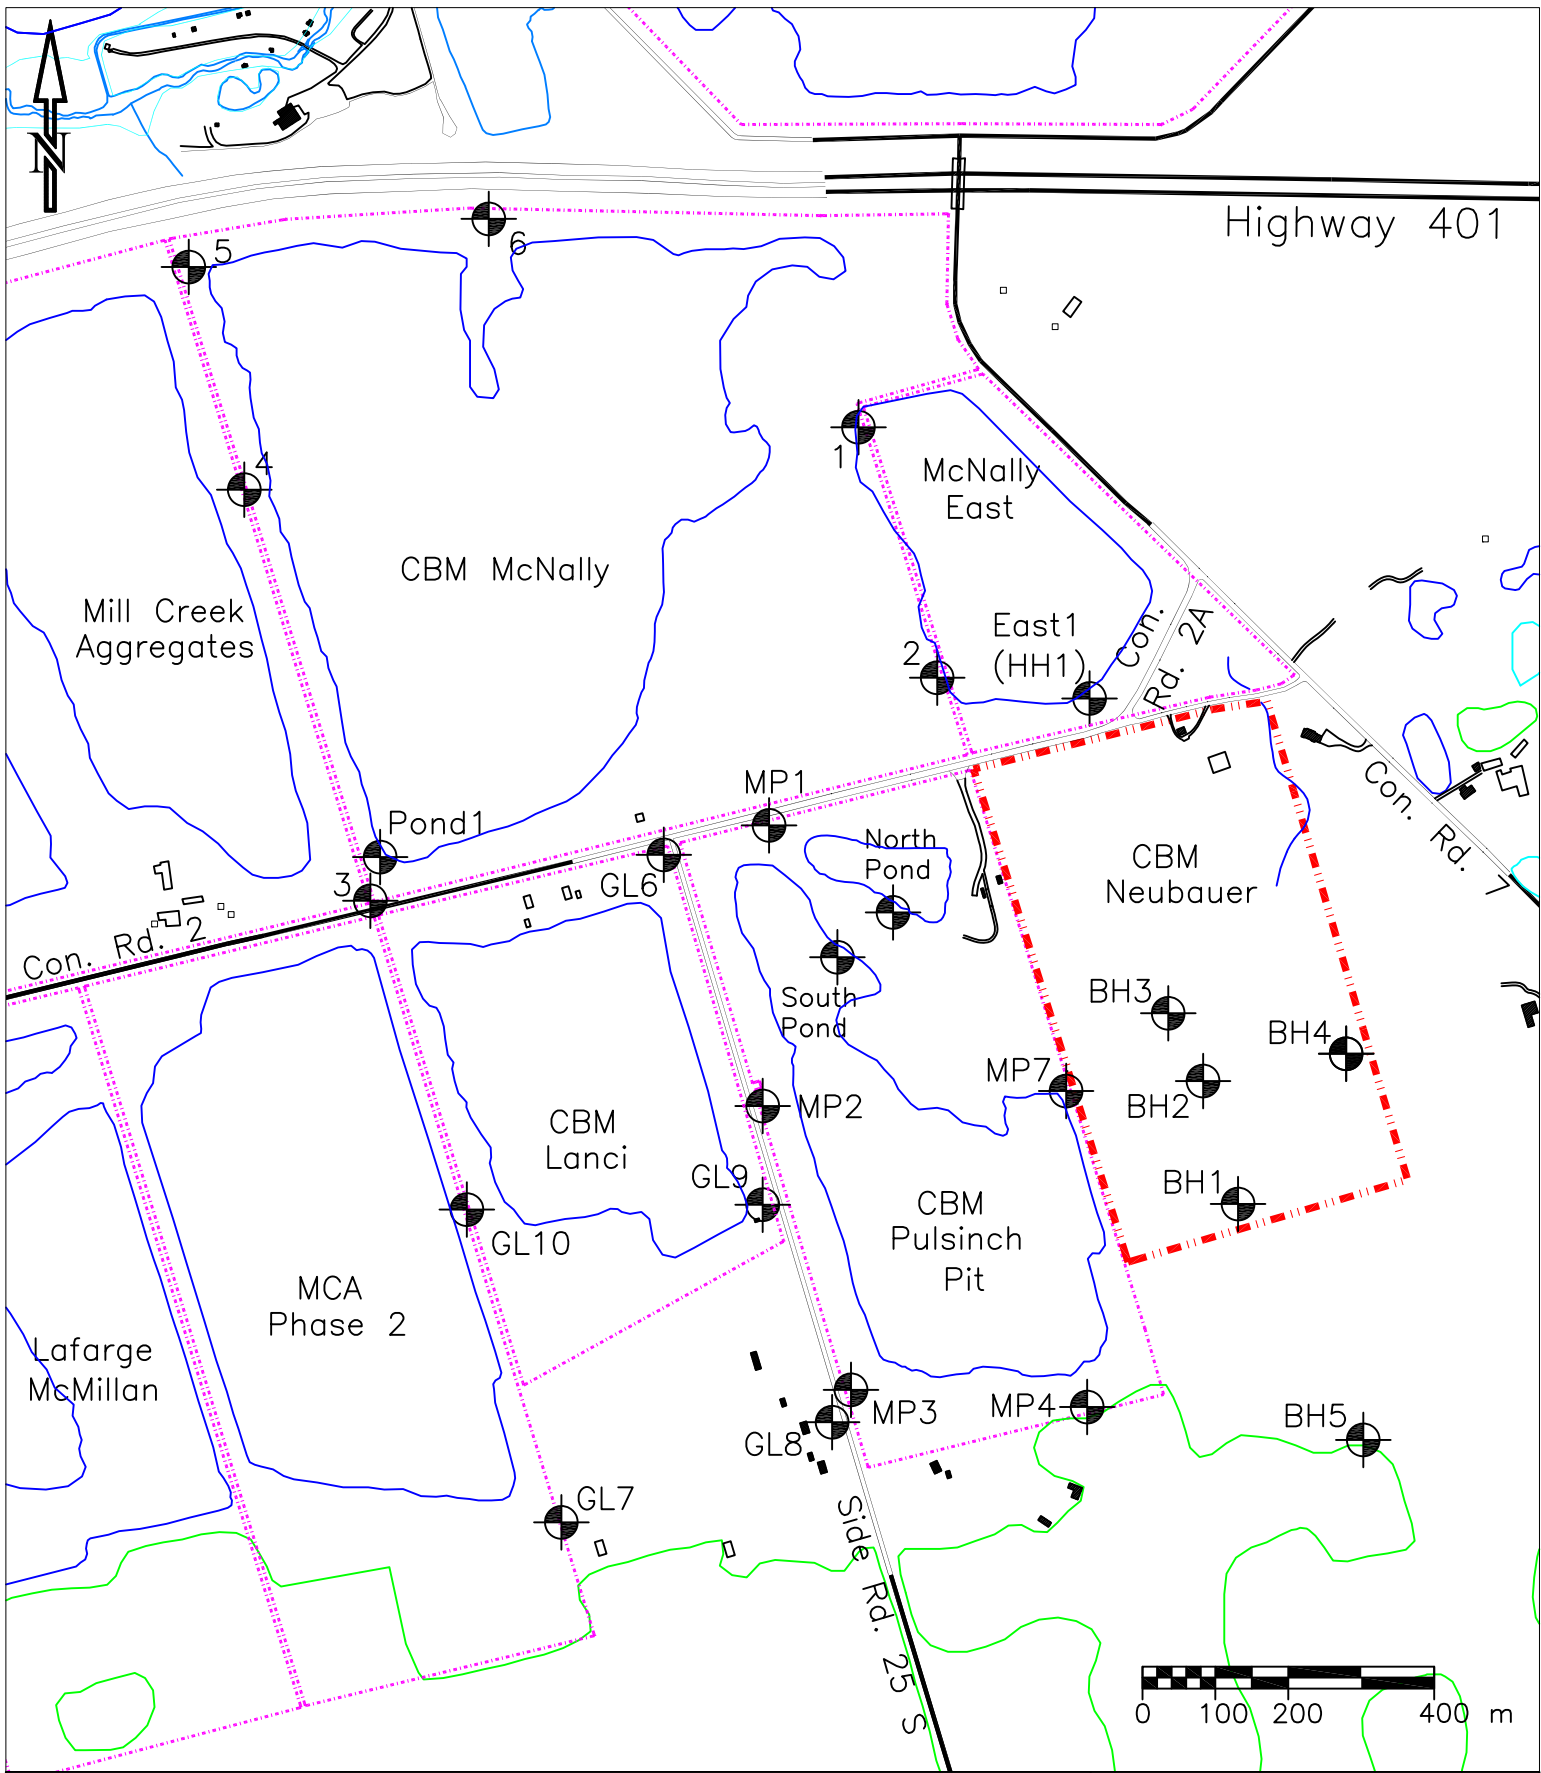 N
Highway 401
5
6
4
1
McNally
East
CBM McNally
Mill Creek
Aggregates
East1
(HH1)
2
Con.
Rd. 2A
MP1
Pond1
3
GL6
North
Pond
CBM
Neubauer
Con. Rd. 7
Con. Rd. 2
South
Pond
BH3
BH4
MP7
BH2
MP2
CBM
Lanci
GL9
BH1
CBM
Pulsinch
Pit
GL10
MCA
Phase 2
Lafarge
McMillan
MP3
MP4
GL8
BH5
GL7
Side Rd. 25 S
0 100 200 400 m